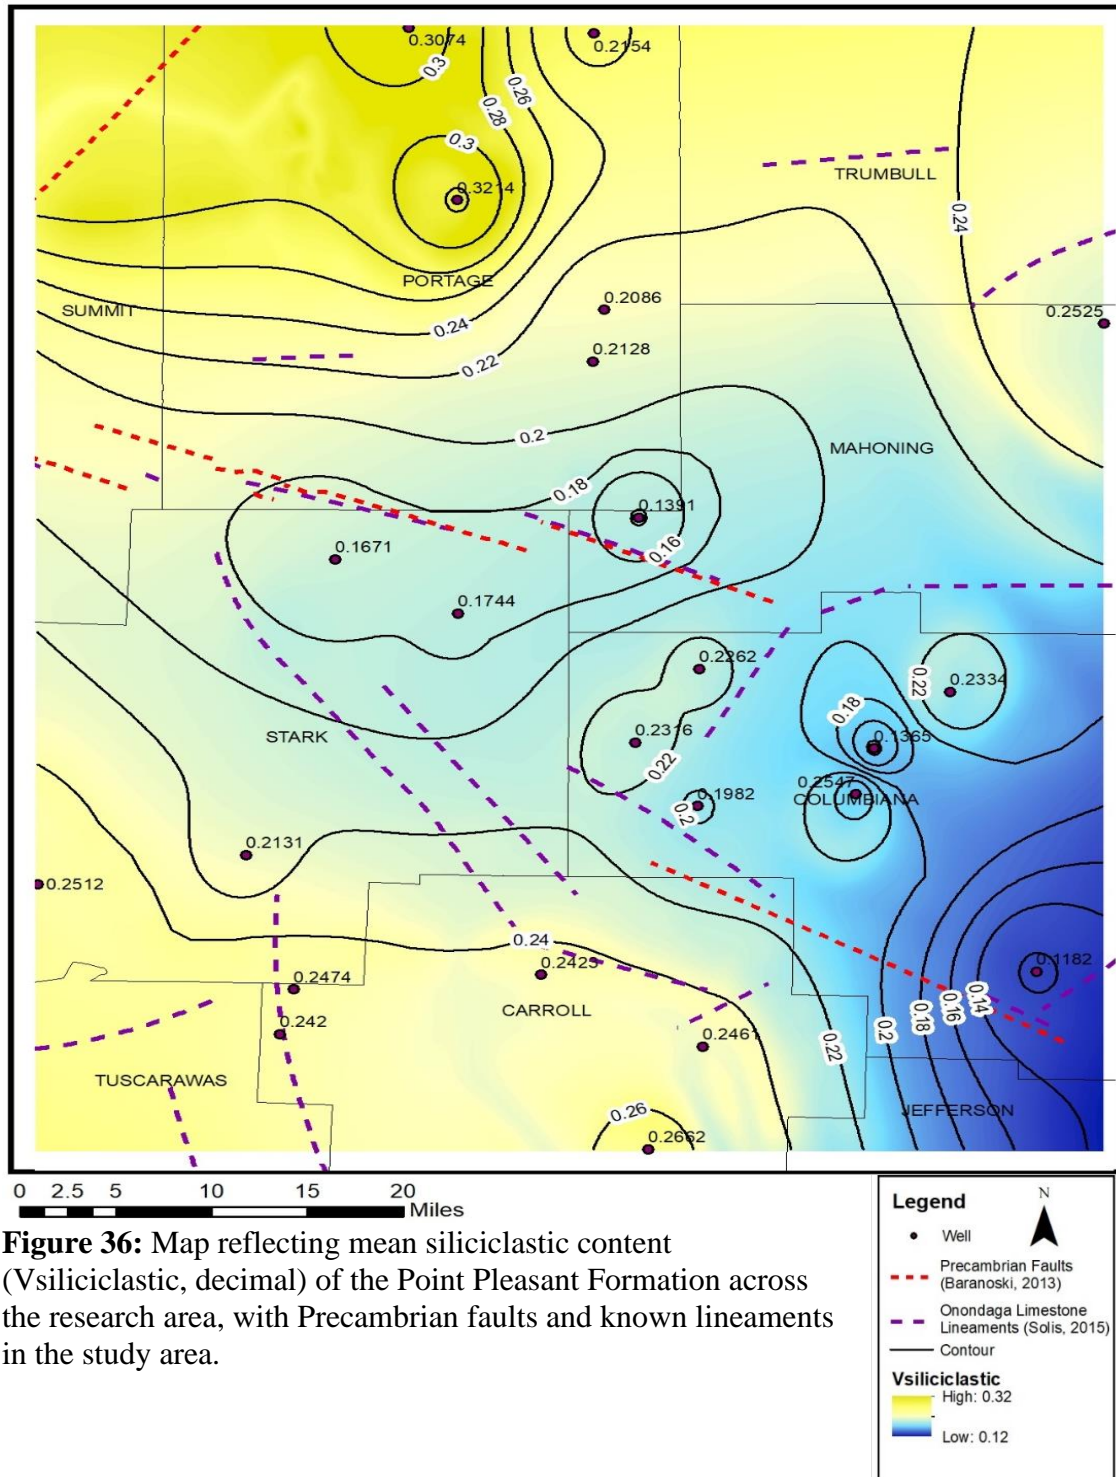 0.3074
0.2154
0.3
0.26
0.28
0.3
0.3214
TRUMBULL
0.24
PORTAGE
SUMMIT
0.2086
0.2525
0.24
0.22
0.2128
0.2
MAHONING
0.18
0.1391
0.16
0.1671
0.1744
0.2262
0.22
0.2334
0.18
STARK
0.2316
0.1365
0.22
0.2547
0.1982
COLUMBIANA
0.2
0.2131
0.2512
0.24
0.2423
0.1182
0.2474
0.14
CARROLL
0.16
0.242
0.18
0.2
0.2461
0.22
TUSCARAWAS
0.26
JEFFERSON
0.2662
0 2.5 5 10 15 20
Miles
Figure 36: Map reflecting mean siliciclastic content
(Vsiliciclastic, decimal) of the Point Pleasant Formation across
the research area, with Precambrian faults and known lineaments
in the study area.
Legend
N
Well
Precambrian Faults
(Baranoski, 2013)
Onondaga Limestone
Lineaments (Solis, 2015)
Contour
Vsiliciclastic
High: 0.32
Low: 0.12